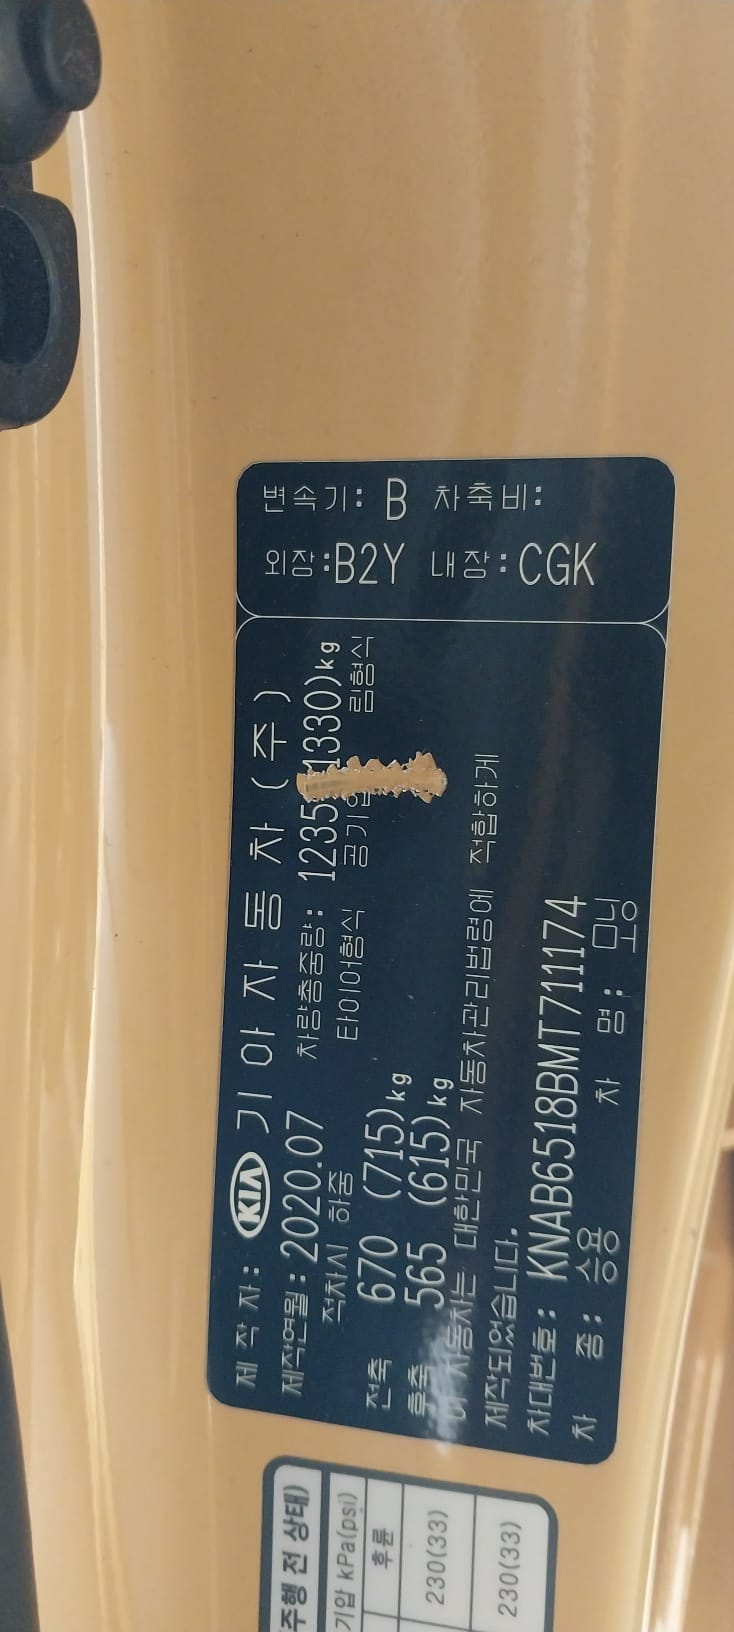 제 작 자 : KIA 기 아 자 동 차 ( 주 )
제작연월 : 2020.07 차량총중량 : 1235 1330)kg
적차시 하중 타이어형식 공기압 림형식
전축 670 (715)kg
후축 565 (615)kg
이 자동차는 대한민국 자동차관리법령에 적합하게
제작되었습니다.
차대번호 : KNAB6518BMT711174
차 종 : 승용 차 명 : 모닝
변속기 : B 차축비 :
외장 : B2Y 내장 : CGK
주행 전 상태)
기압 kPa(psi)
후륜
230(33)
230(33)